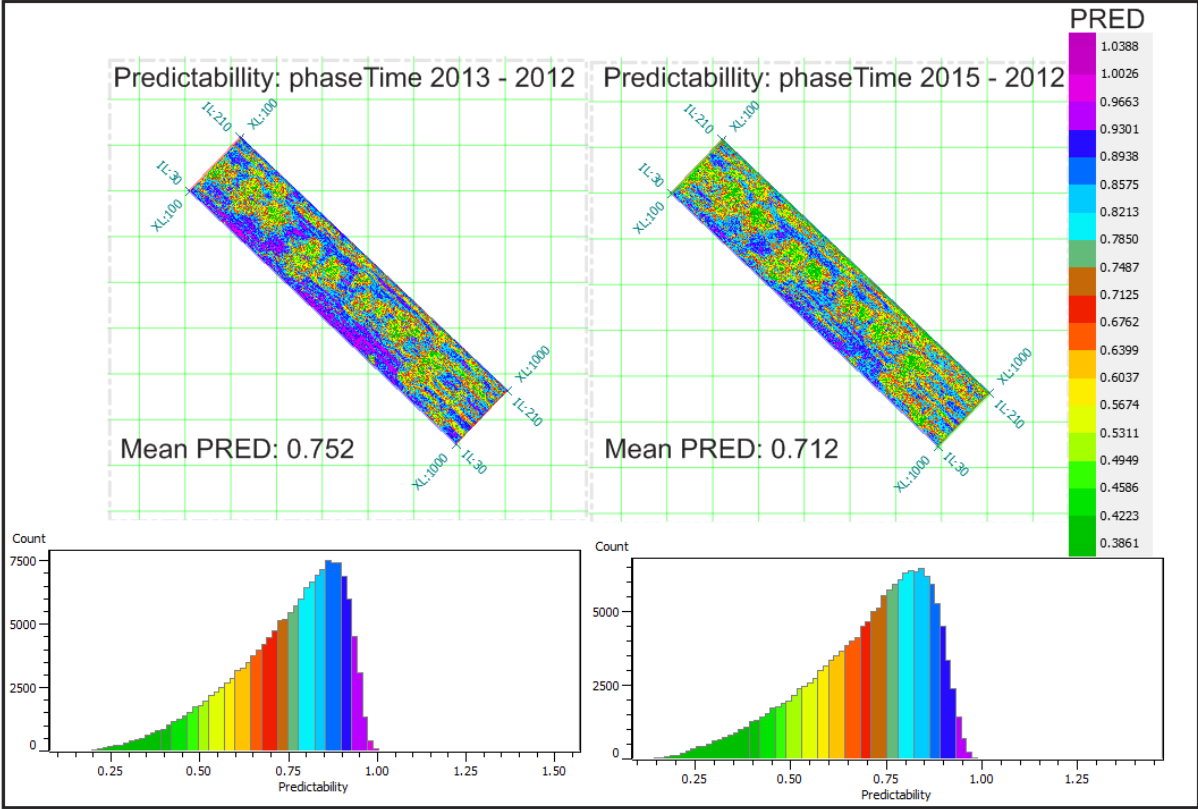 PRED
Predictabillity: phaseTime 2013 - 2012
Predictabillity: phaseTime 2015 - 2012
1.0388
1.0026
0.9663
0.9301
0.8938
0.8575
0.8213
0.7850
0.7487
0.7125
0.6762
0.6399
0.6037
0.5674
0.5311
0.4949
0.4586
0.4223
0.3861
IL:210
XL:100
IL:30
XL:100
XL:1000
IL:210
XL:1000
IL:30
Mean PRED: 0.752
IL:210
XL:100
IL:30
XL:100
XL:1000
IL:210
XL:1000
IL:30
Mean PRED: 0.712
Count
7500
5000
2500
0
0.25 0.50 0.75 1.00 1.25 1.50
Predictability
Count
5000
2500
0
0.25 0.50 0.75 1.00 1.25
Predictability